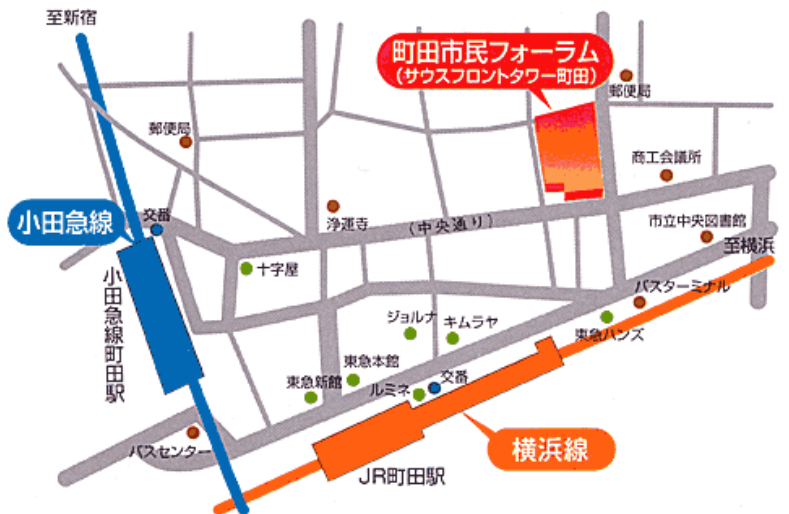 至新宿
町田市民フォーラム
（サウスフロントタワー町田）
郵便局
郵便局
商工会議所
小田急線
交番
浄運寺
（中央通り）
市立中央図書館
至横浜
十字屋
小田急線町田駅
バスターミナル
ジョルナ
キムラヤ
東急ハンズ
東急本館
東急新館
ルミネ
交番
バスセンター
横浜線
JR町田駅